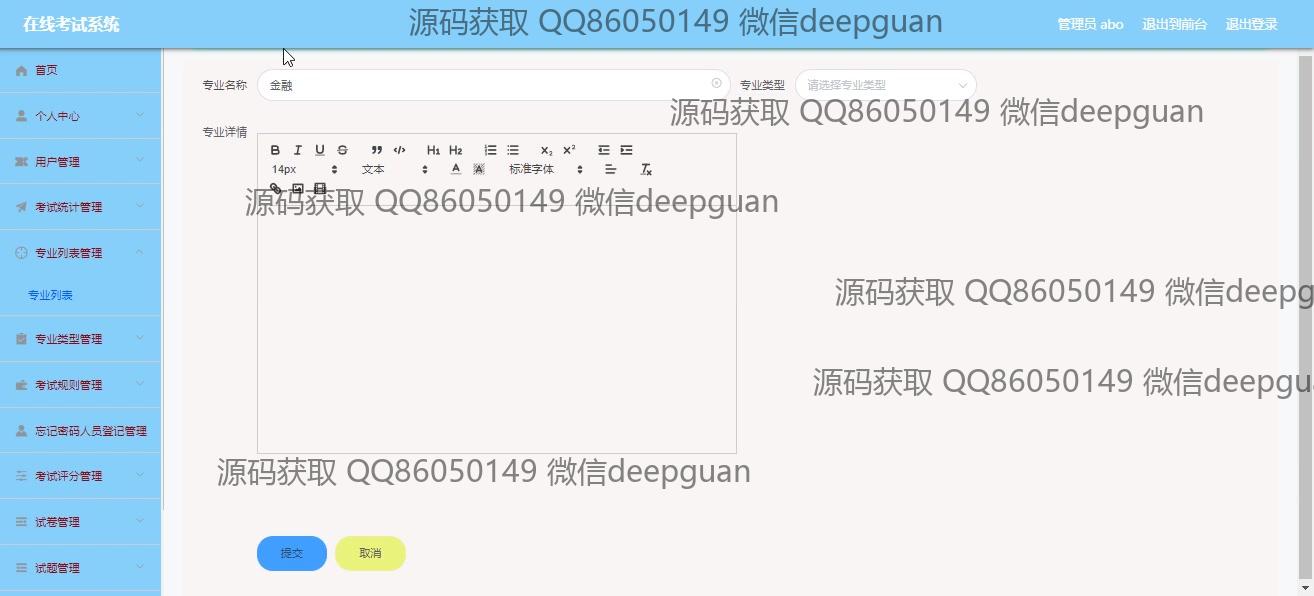 在线考试系统
源码获取 QQ86050149 微信deepguan
管理员 abo
退出到前台
退出登录
首页
个人中心
用户管理
考试统计管理
专业列表管理
专业列表
专业类型管理
考试规则管理
忘记密码人员登记管理
考试评分管理
试卷管理
试题管理
专业名称
金融
专业类型
请选择专业类型
源码获取 QQ86050149 微信deepguan
专业详情
B I U S H1 H2 X2 X2
14px 文本 A A 标准字体 Tx
源码获取 QQ86050149 微信deepguan
源码获取 QQ86050149 微信deepg
源码获取 QQ86050149 微信deepgu
源码获取 QQ86050149 微信deepguan
提交
取消